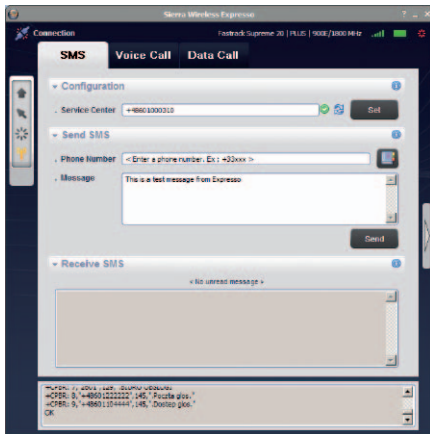 Sierra Wireless Expresso
Connection
Fastrack Supreme 20 | PLUS | 900E/1800 MHz
SMS Voice Call Data Call
Configuration
Service Center +48601000310 Set
Send SMS
Phone Number < Enter a phone number. Ex : +33xxx >
Message This is a test message from Expresso
Send
Receive SMS
< No unread message >
+CPBR: 8,"+48601222222",145,"Poczta glos."
+CPBR: 9,"+48601104444",145,"Dostep glos."
OK